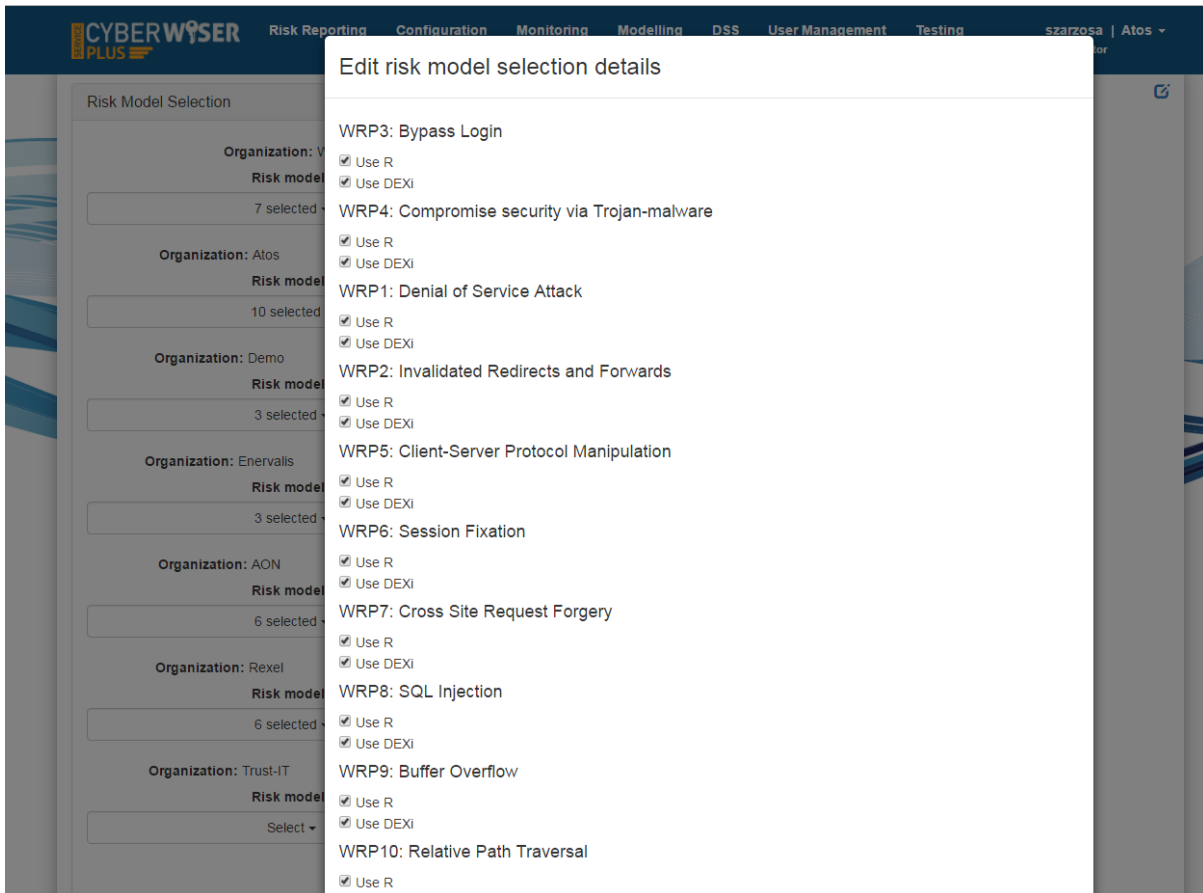 SERVICE CYBERWISER PLUS
Risk Reporting Configuration Monitoring Modelling DSS User Management Testing szarzosa | Atos
tor
Risk Model Selection
Organization: W
Risk model
7 selected
Organization: Atos
Risk model
10 selected
Organization: Demo
Risk model
3 selected
Organization: Enervalis
Risk model
3 selected
Organization: AON
Risk model
6 selected
Organization: Rexel
Risk model
6 selected
Organization: Trust-IT
Risk model
Select
Edit risk model selection details
WRP3: Bypass Login
Use R
Use DEXi
WRP4: Compromise security via Trojan-malware
Use R
Use DEXi
WRP1: Denial of Service Attack
Use R
Use DEXi
WRP2: Invalidated Redirects and Forwards
Use R
Use DEXi
WRP5: Client-Server Protocol Manipulation
Use R
Use DEXi
WRP6: Session Fixation
Use R
Use DEXi
WRP7: Cross Site Request Forgery
Use R
Use DEXi
WRP8: SQL Injection
Use R
Use DEXi
WRP9: Buffer Overflow
Use R
Use DEXi
WRP10: Relative Path Traversal
Use R